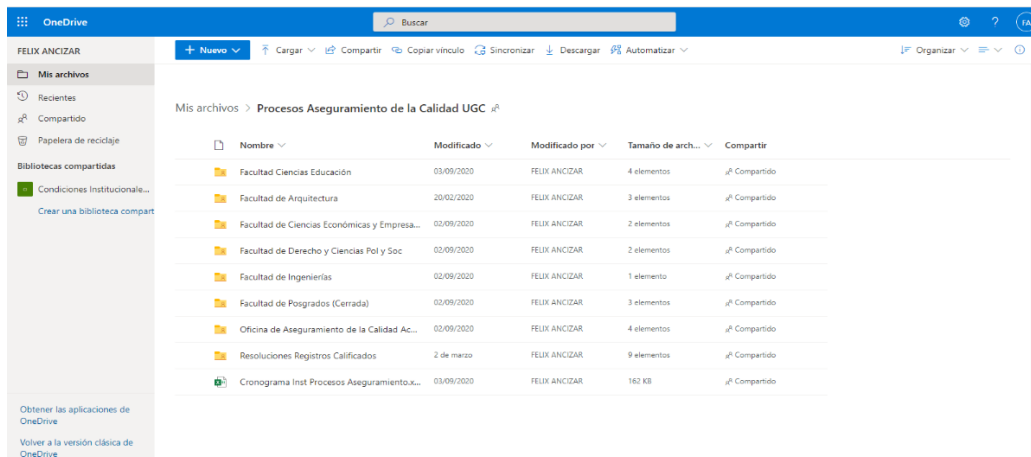 OneDrive
Buscar
?
FA
FELIX ANCIZAR
Nuevo
Cargar
Compartir
Copiar vínculo
Sincronizar
Descargar
Automatizar
Organizar
Mis archivos
Recientes
Compartido
Papelera de reciclaje
Bibliotecas compartidas
Condiciones Institucionale...
Crear una biblioteca compart
Mis archivos > Procesos Aseguramiento de la Calidad UGC
Nombre Modificado Modificado por Tamaño de arch... Compartir
Facultad Ciencias Educación 03/09/2020 FELIX ANCIZAR 4 elementos Compartido
Facultad de Arquitectura 20/02/2020 FELIX ANCIZAR 3 elementos Compartido
Facultad de Ciencias Económicas y Empresa... 02/09/2020 FELIX ANCIZAR 2 elementos Compartido
Facultad de Derecho y Ciencias Pol y Soc 02/09/2020 FELIX ANCIZAR 2 elementos Compartido
Facultad de Ingenierías 02/09/2020 FELIX ANCIZAR 1 elemento Compartido
Facultad de Posgrados (Cerrada) 02/09/2020 FELIX ANCIZAR 3 elementos Compartido
Oficina de Aseguramiento de la Calidad Ac... 02/09/2020 FELIX ANCIZAR 4 elementos Compartido
Resoluciones Registros Calificados 2 de marzo FELIX ANCIZAR 9 elementos Compartido
Cronograma Inst Procesos Aseguramiento.x... 03/09/2020 FELIX ANCIZAR 162 KB Compartido
Obtener las aplicaciones de
OneDrive
Volver a la versión clásica de
OneDrive